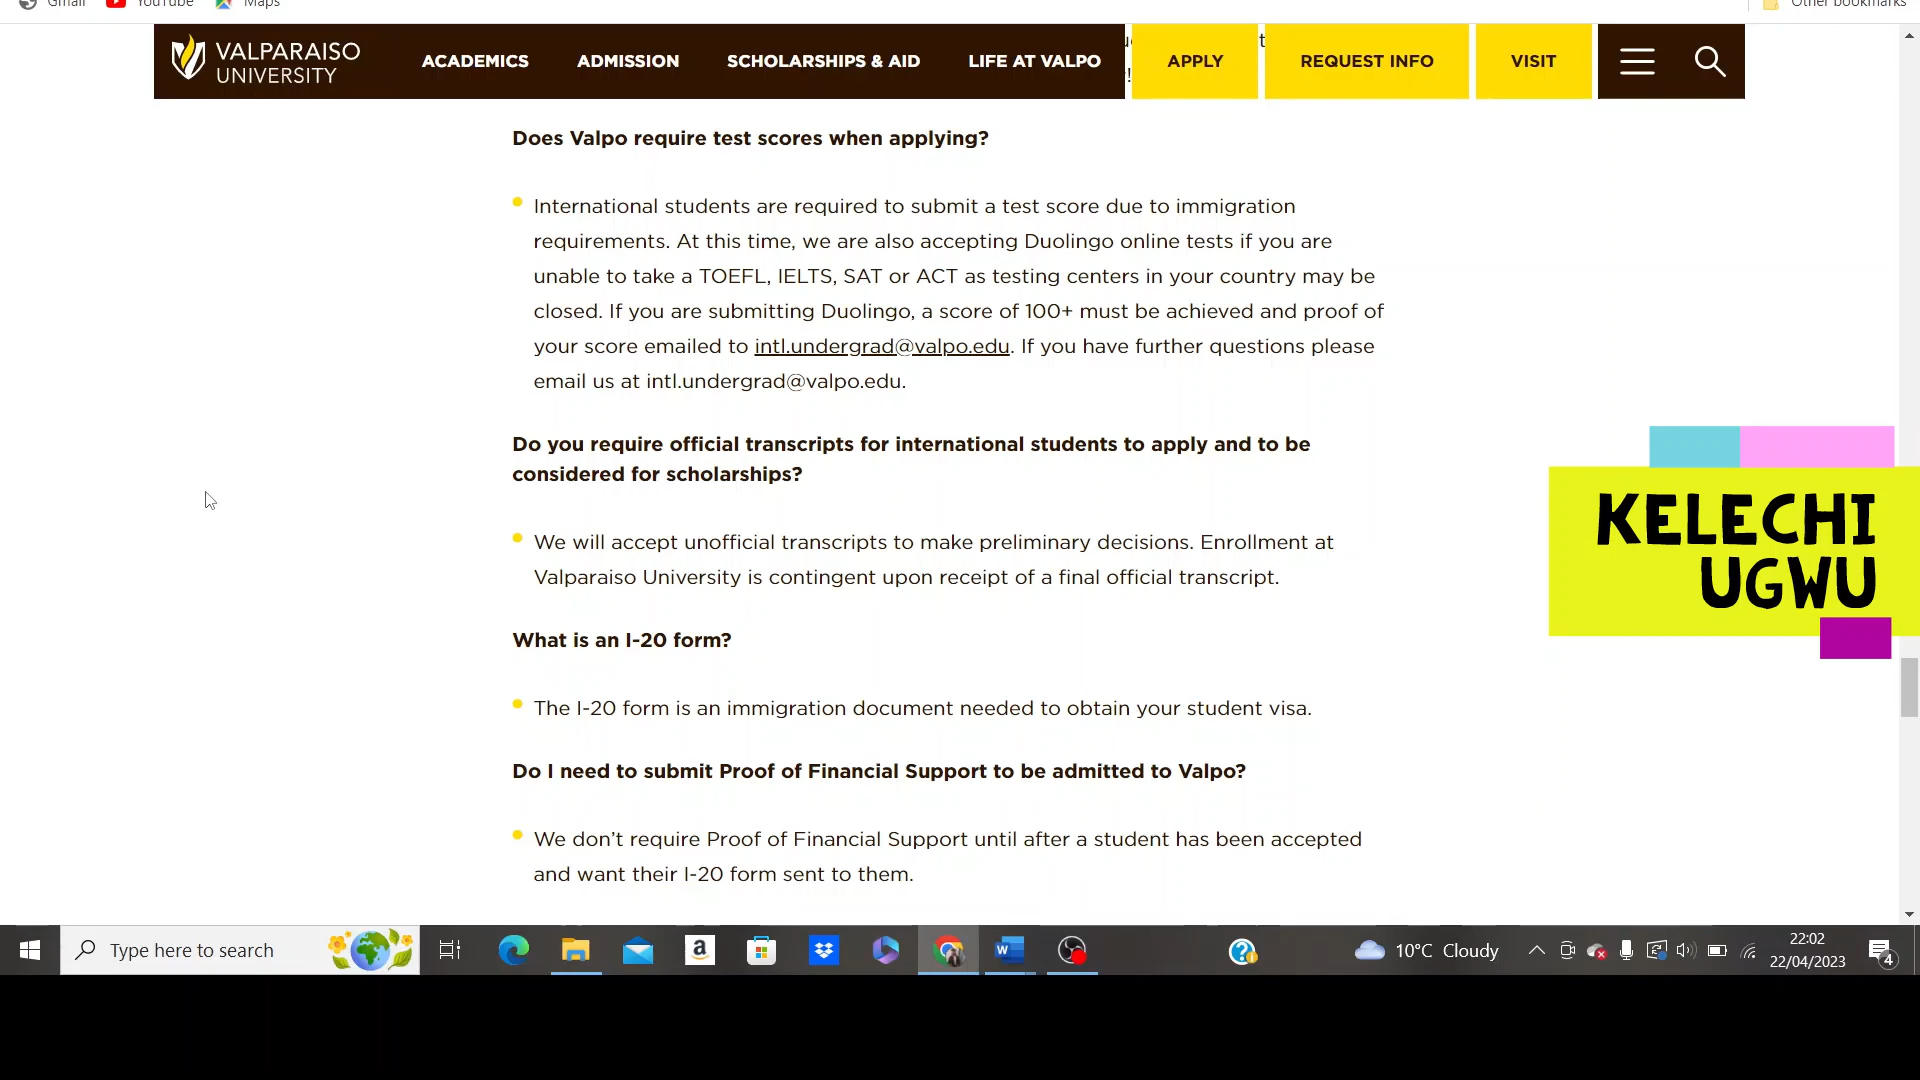 Gmail YouTube Maps Other bookmarks
VALPARAISO
UNIVERSITY
ACADEMICS ADMISSION SCHOLARSHIPS & AID LIFE AT VALPO APPLY REQUEST INFO VISIT
Does Valpo require test scores when applying?
International students are required to submit a test score due to immigration
requirements. At this time, we are also accepting Duolingo online tests if you are
unable to take a TOEFL, IELTS, SAT or ACT as testing centers in your country may be
closed. If you are submitting Duolingo, a score of 100+ must be achieved and proof of
your score emailed to intl.undergrad@valpo.edu. If you have further questions please
email us at intl.undergrad@valpo.edu.
Do you require official transcripts for international students to apply and to be
considered for scholarships?
We will accept unofficial transcripts to make preliminary decisions. Enrollment at
Valparaiso University is contingent upon receipt of a final official transcript.
KELECHI
UGWU
What is an I-20 form?
The I-20 form is an immigration document needed to obtain your student visa.
Do I need to submit Proof of Financial Support to be admitted to Valpo?
We don't require Proof of Financial Support until after a student has been accepted
and want their I-20 form sent to them.
Type here to search
10°C Cloudy
22:02
22/04/2023
4